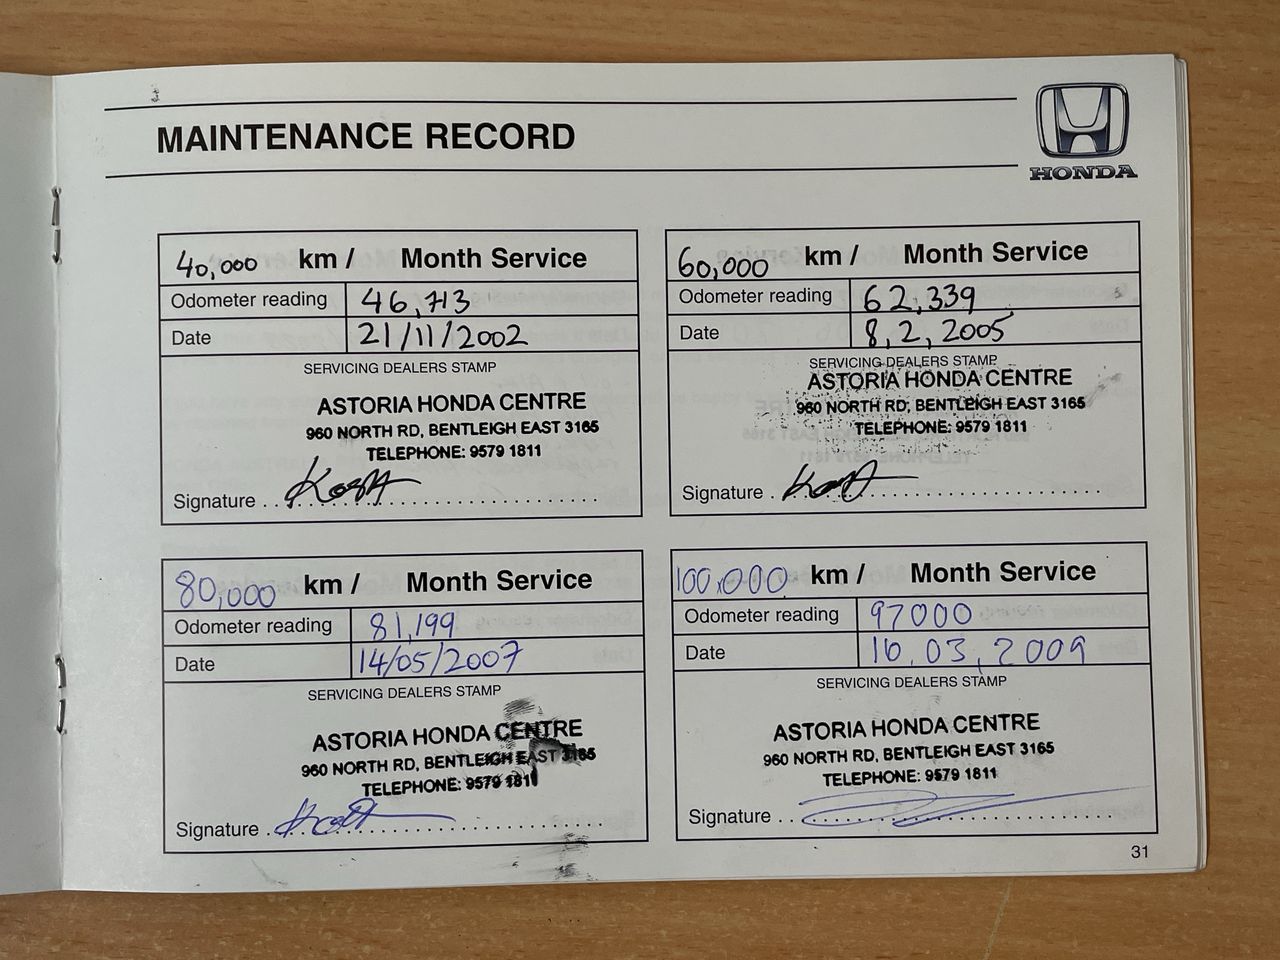 MAINTENANCE RECORD
HONDA
40,000 km / Month Service
Odometer reading 46,713
Date 21/11/2002
SERVICING DEALERS STAMP
ASTORIA HONDA CENTRE
960 NORTH RD, BENTLEIGH EAST 3165
TELEPHONE: 9579 1811
Signature
60,000 km / Month Service
Odometer reading 62,339
Date 8,2,2005
SERVICING DEALERS STAMP
ASTORIA HONDA CENTRE
960 NORTH RD, BENTLEIGH EAST 3165
TELEPHONE: 9579 1811
Signature
80,000 km / Month Service
Odometer reading 81,199
Date 14/05/2007
SERVICING DEALERS STAMP
ASTORIA HONDA CENTRE
960 NORTH RD, BENTLEIGH EAST 3165
TELEPHONE: 9579 1811
Signature
100,000 km / Month Service
Odometer reading 97000
Date 16.03,2009
SERVICING DEALERS STAMP
ASTORIA HONDA CENTRE
960 NORTH RD, BENTLEIGH EAST 3165
TELEPHONE: 9579 1811
Signature
31